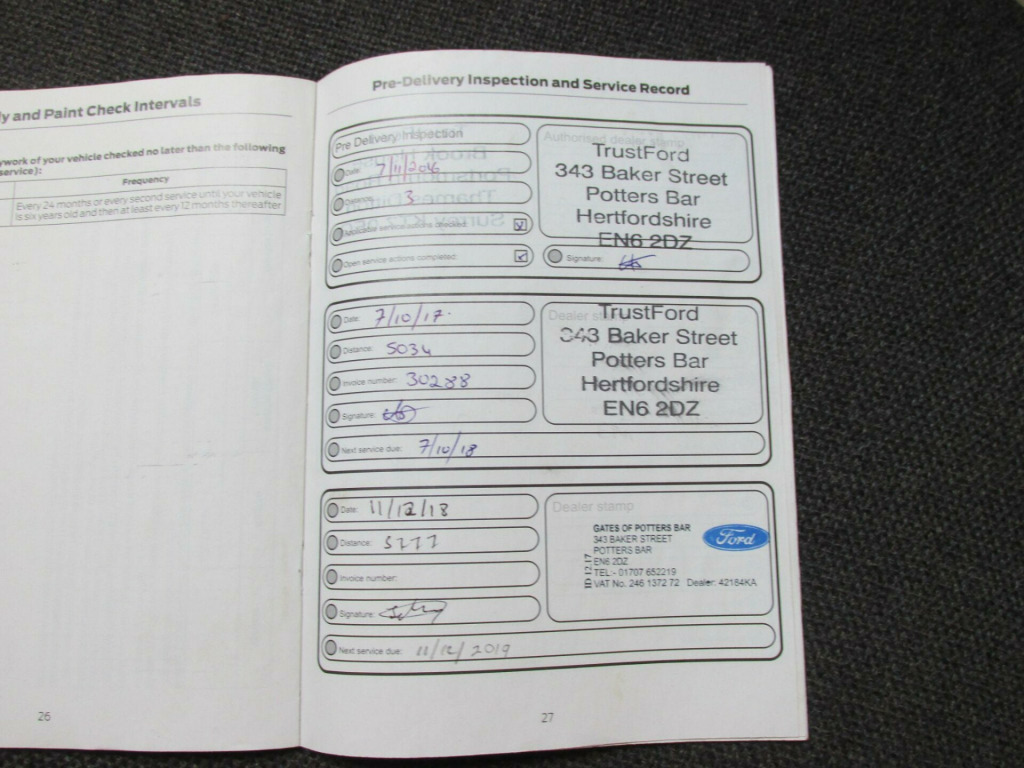 y and Paint Check Intervals
ywork of your vehicle checked no later than the following
service):
Frequency
Every 24 months or every second service until your vehicle
is six years old and then at least every 12 months thereafter
26
Pre-Delivery Inspection and Service Record
Pre Delivery Inspection
Date: 7/11/2016
Distance: 3
Applicable service actions checked:
Open service actions completed:
Authorised dealer stamp
TrustFord
343 Baker Street
Potters Bar
Hertfordshire
EN6 2DZ
Signature:
Date: 7/10/17.
Distance: 5034
Invoice number: 30288
Signature:
Next service due: 7/10/18
Dealer stamp
TrustFord
343 Baker Street
Potters Bar
Hertfordshire
EN6 2DZ
Date: 11/12/18
Distance: 5777
Invoice number:
Signature:
Next service due: 11/12/2019
Dealer stamp
GATES OF POTTERS BAR
343 BAKER STREET
POTTERS BAR
EN6 2DZ
TEL:- 01707 652219
VAT No. 246 1372 72 Dealer: 42184KA
Ford
27